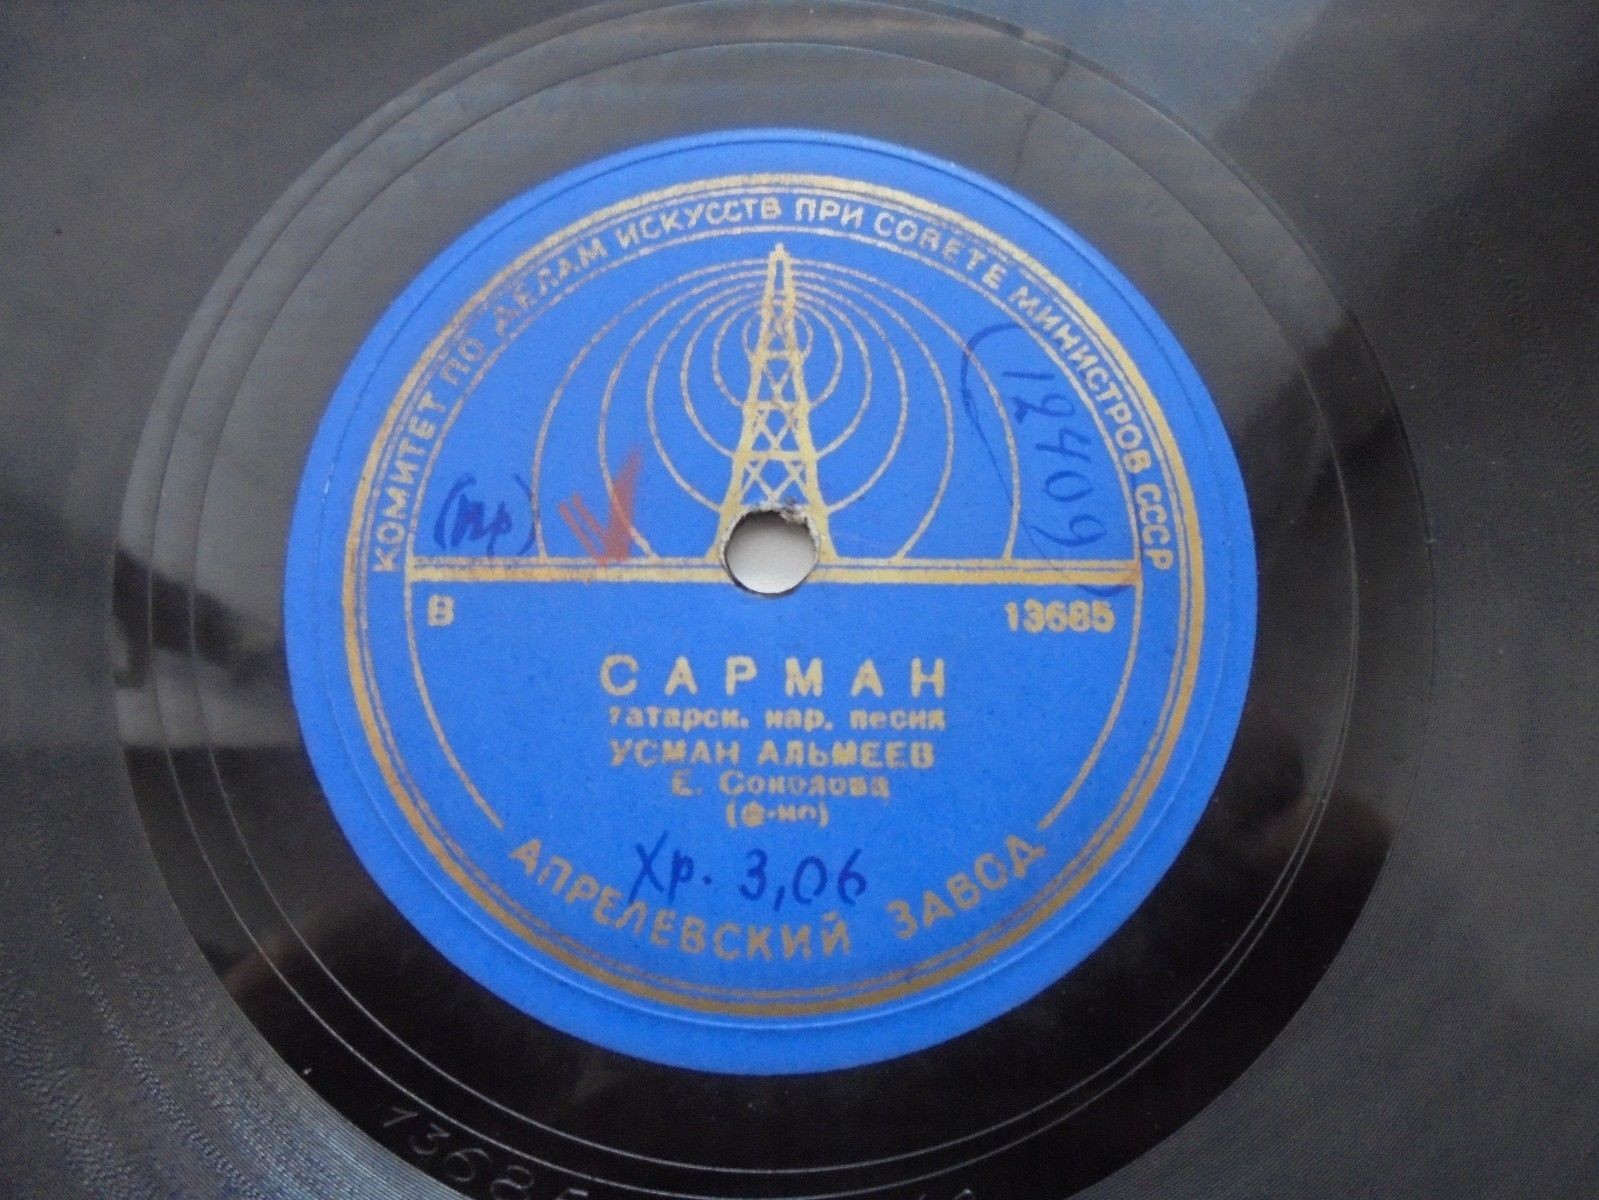 КОМИТЕТ ПО ДЕЛАМ ИСКУССТВ ПРИ СОВЕТЕ МИНИСТРОВ СССР
12409
(пр)
В 13685
САРМАН
татарск. нар. песня
УСМАН АЛЬМЕЕВ
Е. Соколова
(ф-но)
Хр. 3,06
АПРЕЛЕВСКИЙ ЗАВОД
1368